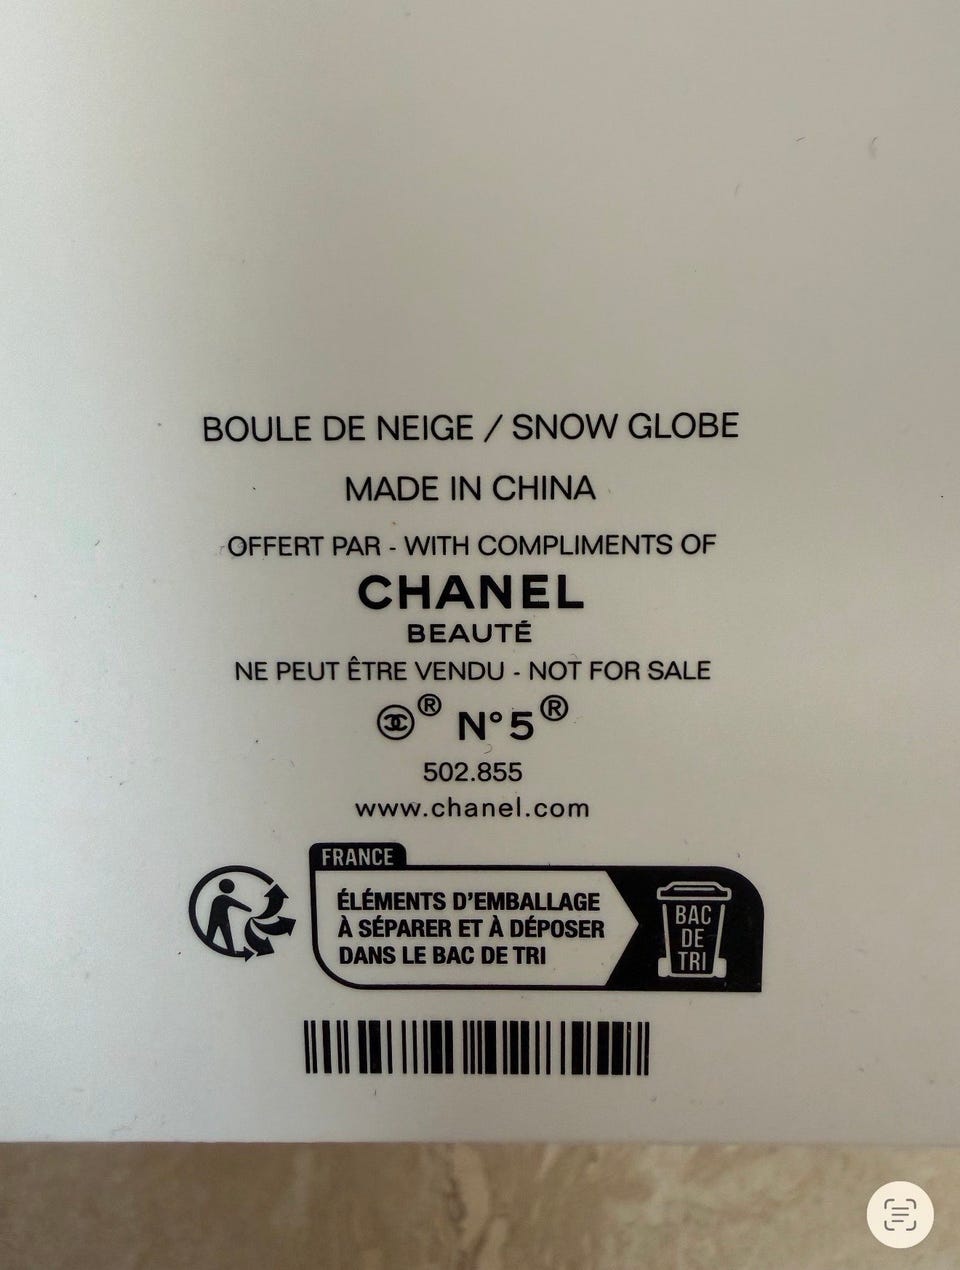 BOULE DE NEIGE / SNOW GLOBE
MADE IN CHINA
OFFERT PAR - WITH COMPLIMENTS OF
CHANEL
BEAUTÉ
NE PEUT ÊTRE VENDU - NOT FOR SALE
® N°5®
502.855
www.chanel.com
FRANCE
ÉLÉMENTS D'EMBALLAGE
À SÉPARER ET À DÉPOSER
DANS LE BAC DE TRI
BAC
DE
TRI